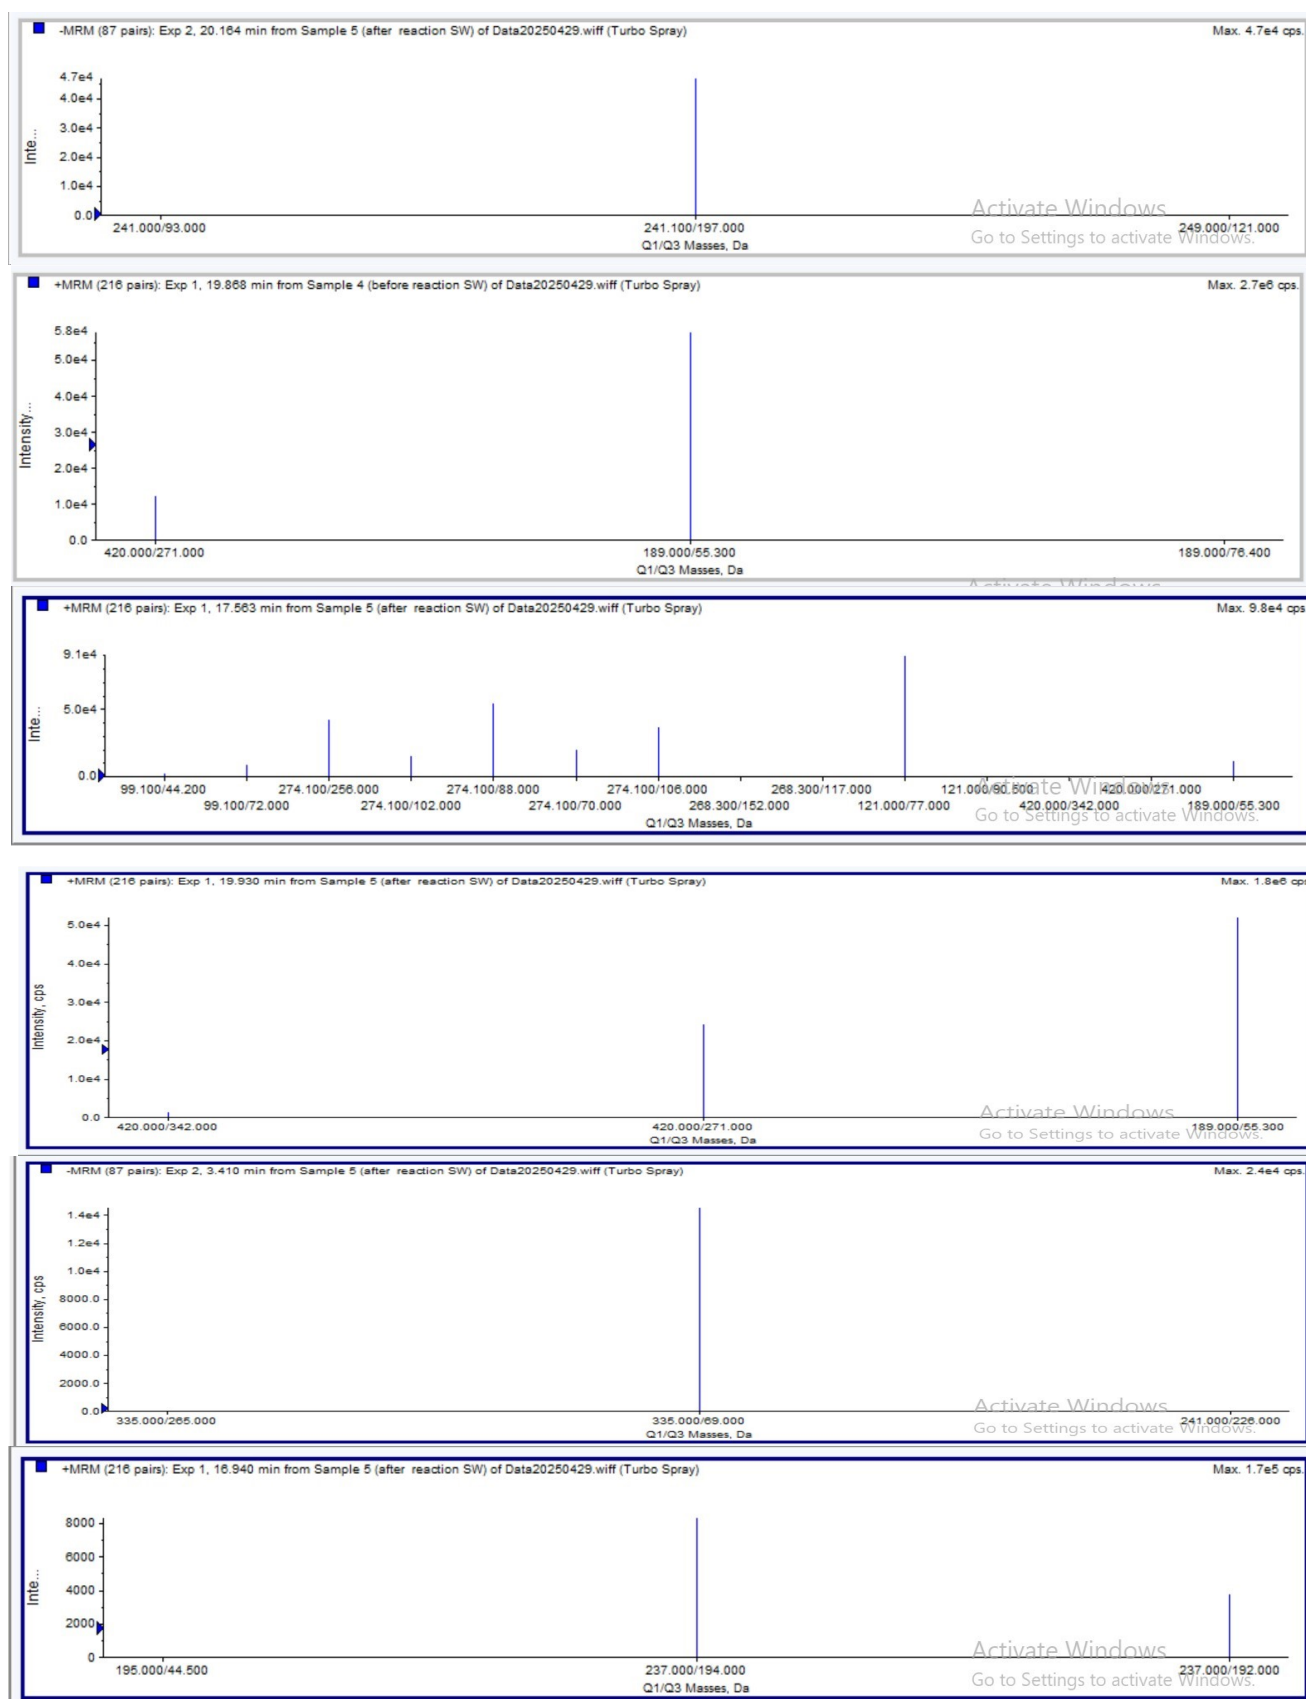 -MRM (87 pairs): Exp 2, 20.164 min from Sample 5 (after reaction SW) of Data20250429.wiff (Turbo Spray) Max. 4.7e4 cps.
4.7e4
4.0e4
3.0e4
2.0e4
1.0e4
0.0
Inte...
241.000/93.000 241.100/197.000 249.000/121.000
Q1/Q3 Masses, Da
Activate Windows
Go to Settings to activate Windows.
+MRM (216 pairs): Exp 1, 19.868 min from Sample 4 (before reaction SW) of Data20250429.wiff (Turbo Spray) Max. 2.7e6 cps.
5.8e4
5.0e4
4.0e4
3.0e4
2.0e4
1.0e4
0.0
Intensity...
420.000/271.000 189.000/55.300 189.000/76.400
Q1/Q3 Masses, Da
Activate Windows
+MRM (216 pairs): Exp 1, 17.563 min from Sample 5 (after reaction SW) of Data20250429.wiff (Turbo Spray) Max. 9.8e4 cps
9.1e4
5.0e4
0.0
Inte...
99.100/44.200 274.100/256.000 274.100/88.000 274.100/106.000 268.300/117.000 121.000/90.500 420.000/271.000
99.100/72.000 274.100/102.000 274.100/70.000 268.300/152.000 121.000/77.000 420.000/342.000 189.000/55.300
Q1/Q3 Masses, Da
Activate Windows
Go to Settings to activate Windows.
+MRM (216 pairs): Exp 1, 19.930 min from Sample 5 (after reaction SW) of Data20250429.wiff (Turbo Spray) Max. 1.8e6 cps
5.0e4
4.0e4
3.0e4
2.0e4
1.0e4
0.0
Intensity, cps
420.000/342.000 420.000/271.000 189.000/55.300
Q1/Q3 Masses, Da
Activate Windows
Go to Settings to activate Windows.
-MRM (87 pairs): Exp 2, 3.410 min from Sample 5 (after reaction SW) of Data20250429.wiff (Turbo Spray) Max. 2.4e4 cps.
1.4e4
1.2e4
1.0e4
8000.0
6000.0
4000.0
2000.0
0.0
Intensity, cps
335.000/265.000 335.000/69.000 241.000/226.000
Q1/Q3 Masses, Da
Activate Windows
Go to Settings to activate Windows.
+MRM (216 pairs): Exp 1, 16.940 min from Sample 5 (after reaction SW) of Data20250429.wiff (Turbo Spray) Max. 1.7e5 cps.
8000
6000
4000
2000
0
Inte...
195.000/44.500 237.000/194.000 237.000/192.000
Q1/Q3 Masses, Da
Activate Windows
Go to Settings to activate Windows.